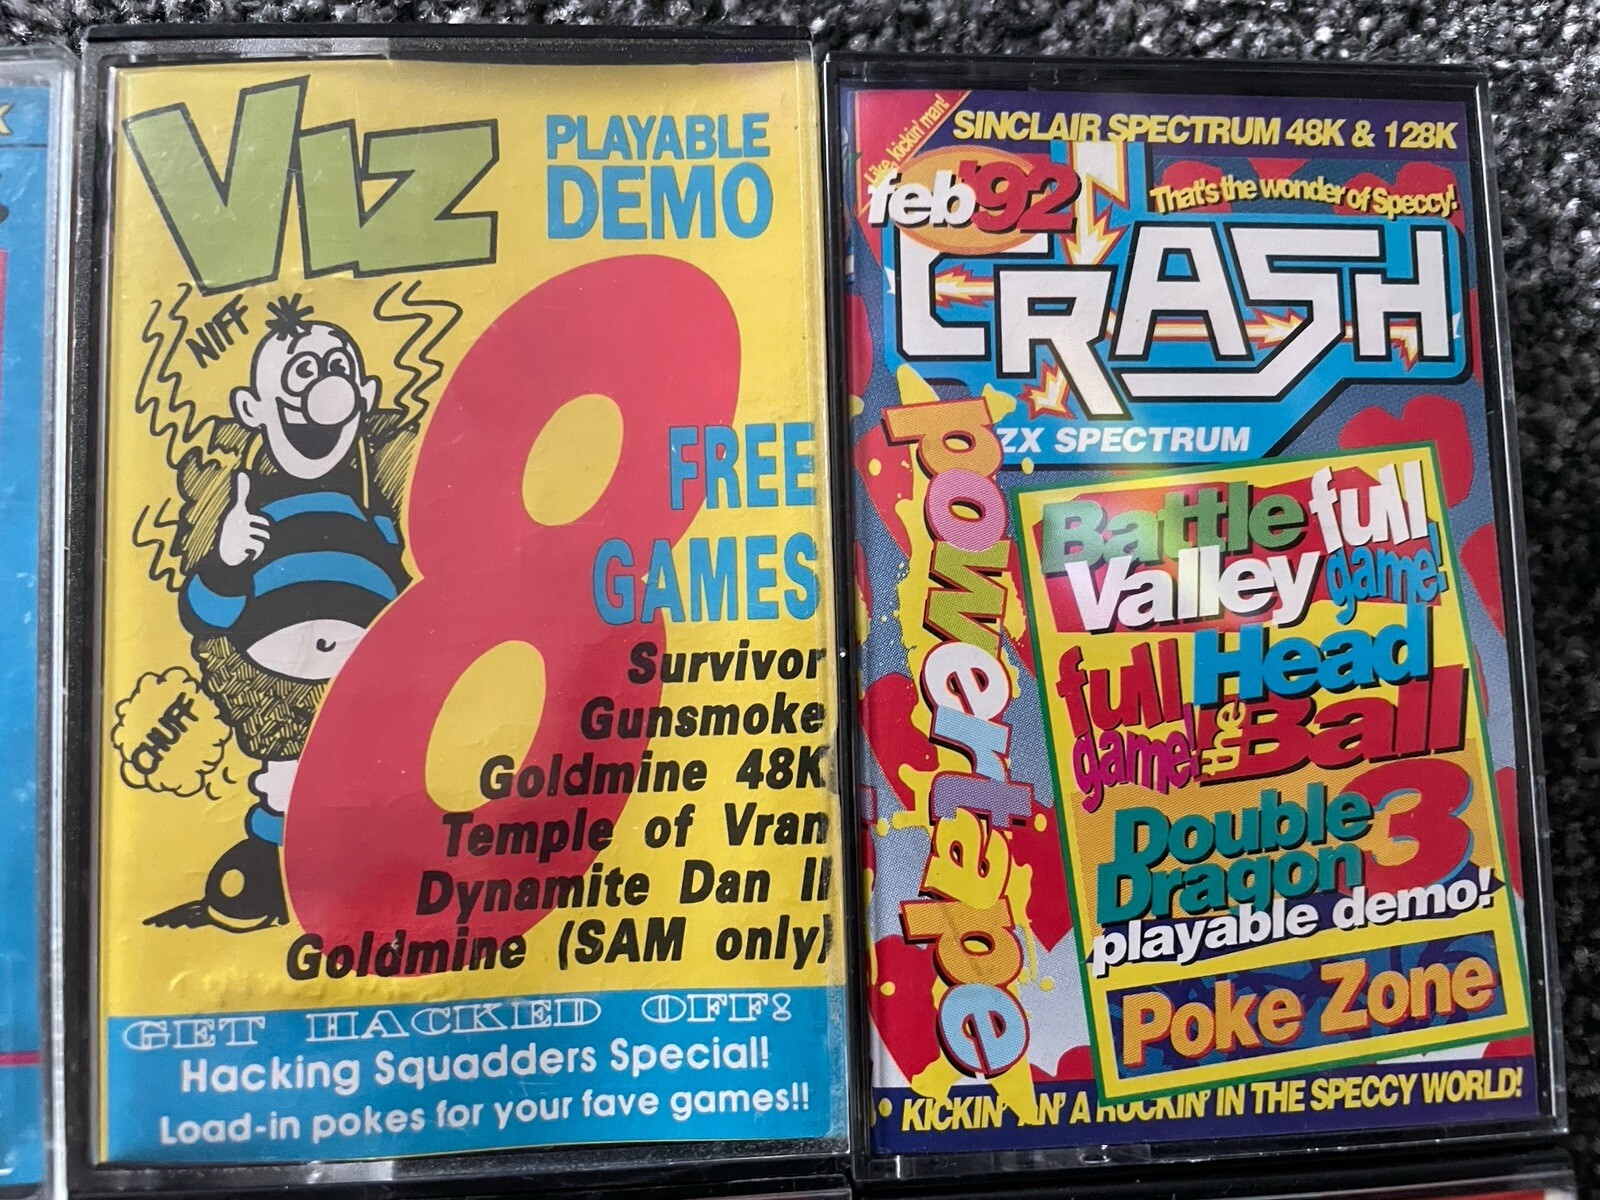 VIZ
PLAYABLE
DEMO
NIFF
8
FREE
GAMES
CHUFF
Survivor
Gunsmoke
Goldmine 48K
Temple of Vran
Dynamite Dan II
Goldmine (SAM only)
GET HACKED OFF!
Hacking Squadders Special!
Load-in pokes for your fave games!!
Like, kickin' man!
SINCLAIR SPECTRUM 48K & 128K
feb '92
That's the wonder of Speccy!
CRASH
ZX SPECTRUM
powertape
Battle full
Valley game!
full Head
game! the Ball
Double 3
Dragon
playable demo!
Poke Zone
KICKIN' AN' A ROCKIN' IN THE SPECCY WORLD!